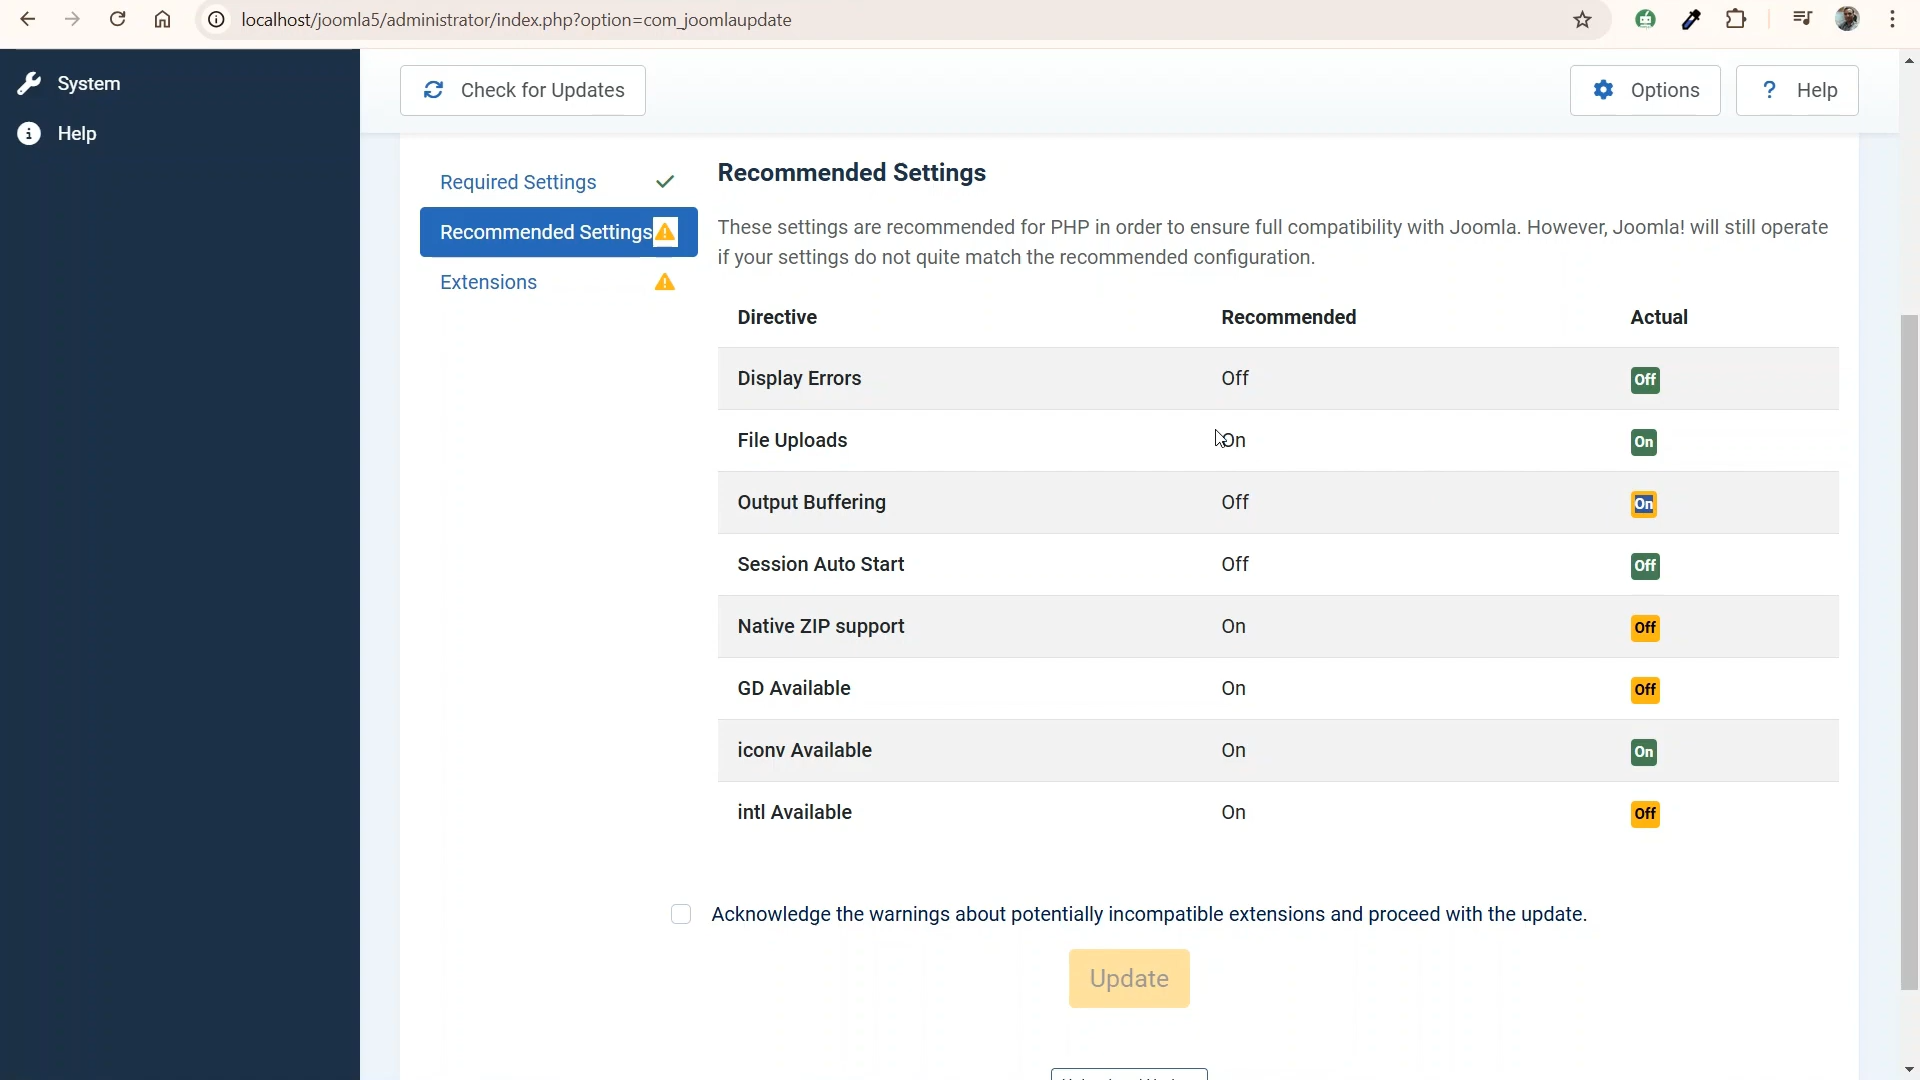 localhost/joomla5/administrator/index.php?option=com_joomlaupdate
System
Help
Check for Updates
Options
? Help
Required Settings
Recommended Settings
Extensions
Recommended Settings
These settings are recommended for PHP in order to ensure full compatibility with Joomla. However, Joomla! will still operate
if your settings do not quite match the recommended configuration.
Directive Recommended Actual
Display Errors Off Off
File Uploads On On
Output Buffering Off On
Session Auto Start Off Off
Native ZIP support On Off
GD Available On Off
iconv Available On On
intl Available On Off
Acknowledge the warnings about potentially incompatible extensions and proceed with the update.
Update